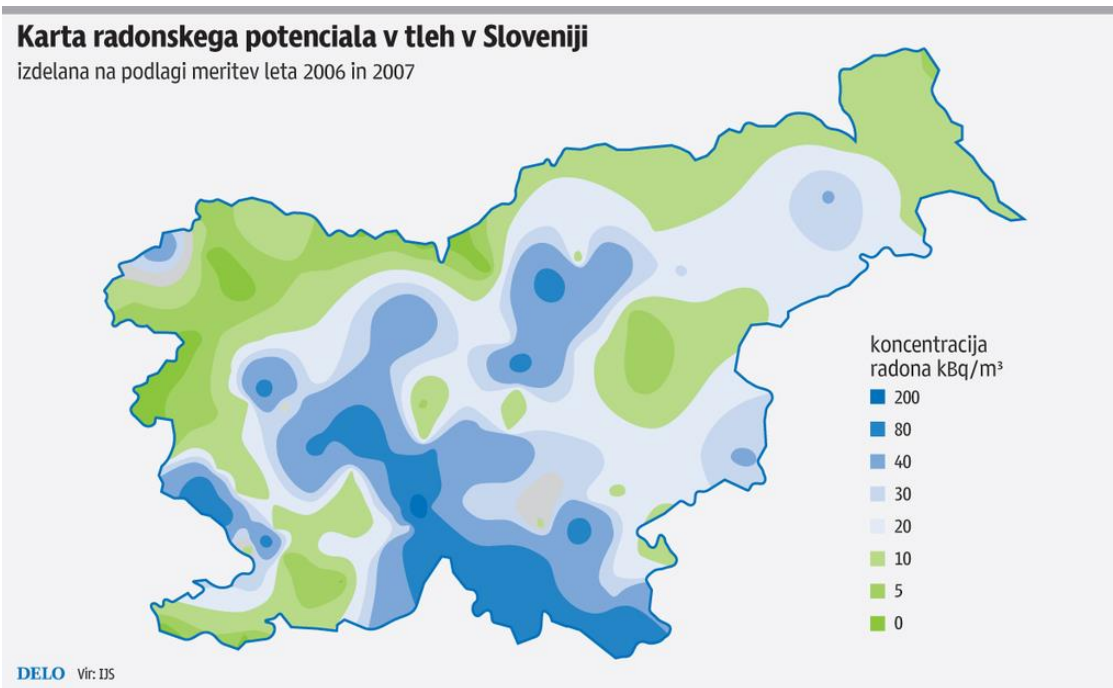 Karta radonskega potenciala v tleh v Sloveniji
izdelana na podlagi meritev leta 2006 in 2007
koncentracija
radona kBq/m³
200
80
40
30
20
10
5
0
DELO Vir: IJS